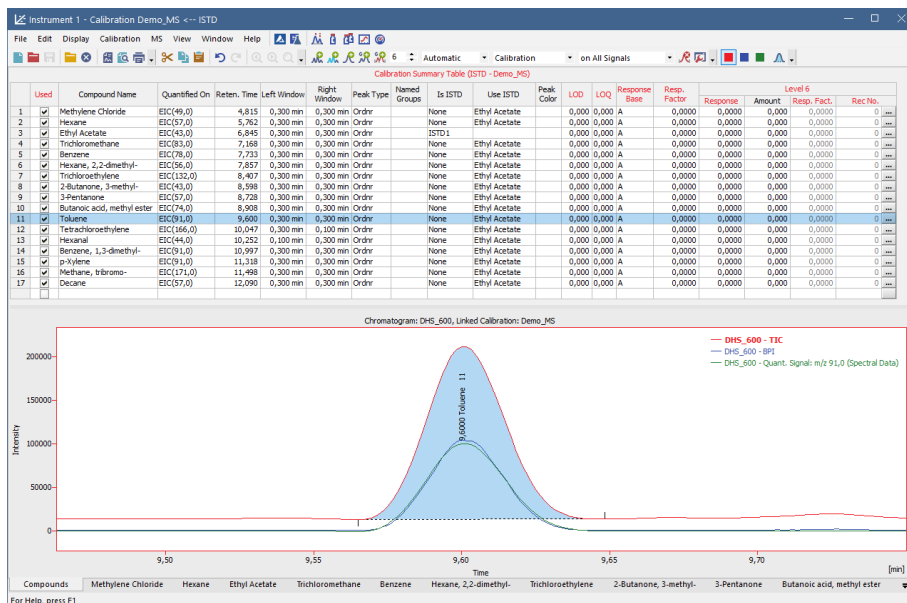 Instrument 1 - Calibration Demo_MS <-- ISTD
File Edit Display Calibration MS View Window Help
6 Automatic Calibration on All Signals
Calibration Summary Table (ISTD - Demo_MS)
Used Compound Name Quantified On Reten. Time Left Window Right Window Peak Type Named Groups Is ISTD Use ISTD Peak Color LOD LOQ Response Base Resp. Factor Level 6
Response Amount Resp. Fact. Rec No.
1 Methylene Chloride EIC(49,0) 4,815 0,300 min 0,300 min Ordnr None Ethyl Acetate 0,000 0,000 A 0,0000 0,0000 0,000 0,0000 0 ...
2 Hexane EIC(57,0) 5,762 0,300 min 0,300 min Ordnr None Ethyl Acetate 0,000 0,000 A 0,0000 0,0000 0,000 0,0000 0 ...
3 Ethyl Acetate EIC(43,0) 6,845 0,300 min 0,300 min Ordnr ISTD1 0,000 0,000 A 0,0000 0,0000 0,000 0,0000 0 ...
4 Trichloromethane EIC(83,0) 7,168 0,300 min 0,300 min Ordnr None Ethyl Acetate 0,000 0,000 A 0,0000 0,0000 0,000 0,0000 0 ...
5 Benzene EIC(78,0) 7,733 0,300 min 0,300 min Ordnr None Ethyl Acetate 0,000 0,000 A 0,0000 0,0000 0,000 0,0000 0 ...
6 Hexane, 2,2-dimethyl- EIC(56,0) 7,857 0,300 min 0,300 min Ordnr None Ethyl Acetate 0,000 0,000 A 0,0000 0,0000 0,000 0,0000 0 ...
7 Trichloroethylene EIC(132,0) 8,407 0,300 min 0,300 min Ordnr None Ethyl Acetate 0,000 0,000 A 0,0000 0,0000 0,000 0,0000 0 ...
8 2-Butanone, 3-methyl- EIC(43,0) 8,598 0,300 min 0,300 min Ordnr None Ethyl Acetate 0,000 0,000 A 0,0000 0,0000 0,000 0,0000 0 ...
9 3-Pentanone EIC(57,0) 8,728 0,300 min 0,300 min Ordnr None Ethyl Acetate 0,000 0,000 A 0,0000 0,0000 0,000 0,0000 0 ...
10 Butanoic acid, methyl ester EIC(74,0) 8,908 0,300 min 0,300 min Ordnr None Ethyl Acetate 0,000 0,000 A 0,0000 0,0000 0,000 0,0000 0 ...
11 Toluene EIC(91,0) 9,600 0,300 min 0,300 min Ordnr None Ethyl Acetate 0,000 0,000 A 0,0000 0,0000 0,000 0,0000 0 ...
12 Tetrachloroethylene EIC(166,0) 10,047 0,300 min 0,100 min Ordnr None Ethyl Acetate 0,000 0,000 A 0,0000 0,0000 0,000 0,0000 0 ...
13 Hexanal EIC(44,0) 10,252 0,100 min 0,300 min Ordnr None Ethyl Acetate 0,000 0,000 A 0,0000 0,0000 0,000 0,0000 0 ...
14 Benzene, 1,3-dimethyl- EIC(91,0) 10,997 0,300 min 0,300 min Ordnr None Ethyl Acetate 0,000 0,000 A 0,0000 0,0000 0,000 0,0000 0 ...
15 p-Xylene EIC(91,0) 11,318 0,300 min 0,300 min Ordnr None Ethyl Acetate 0,000 0,000 A 0,0000 0,0000 0,000 0,0000 0 ...
16 Methane, tribromo- EIC(171,0) 11,498 0,300 min 0,300 min Ordnr None Ethyl Acetate 0,000 0,000 A 0,0000 0,0000 0,000 0,0000 0 ...
17 Decane EIC(57,0) 12,090 0,300 min 0,300 min Ordnr None Ethyl Acetate 0,000 0,000 A 0,0000 0,0000 0,000 0,0000 0 ...
Chromatogram: DHS_600, Linked Calibration: Demo_MS
DHS_600 - TIC
DHS_600 - BPI
DHS_600 - Quant. Signal: m/z 91,0 (Spectral Data)
200000
150000
100000
50000
0
Intensity
9,6000 Toluene 11
9,50 9,55 9,60 9,65 9,70
Time [min]
Compounds Methylene Chloride Hexane Ethyl Acetate Trichloromethane Benzene Hexane, 2,2-dimethyl- Trichloroethylene 2-Butanone, 3-methyl- 3-Pentanone Butanoic acid, methyl ester
For Help, press F1